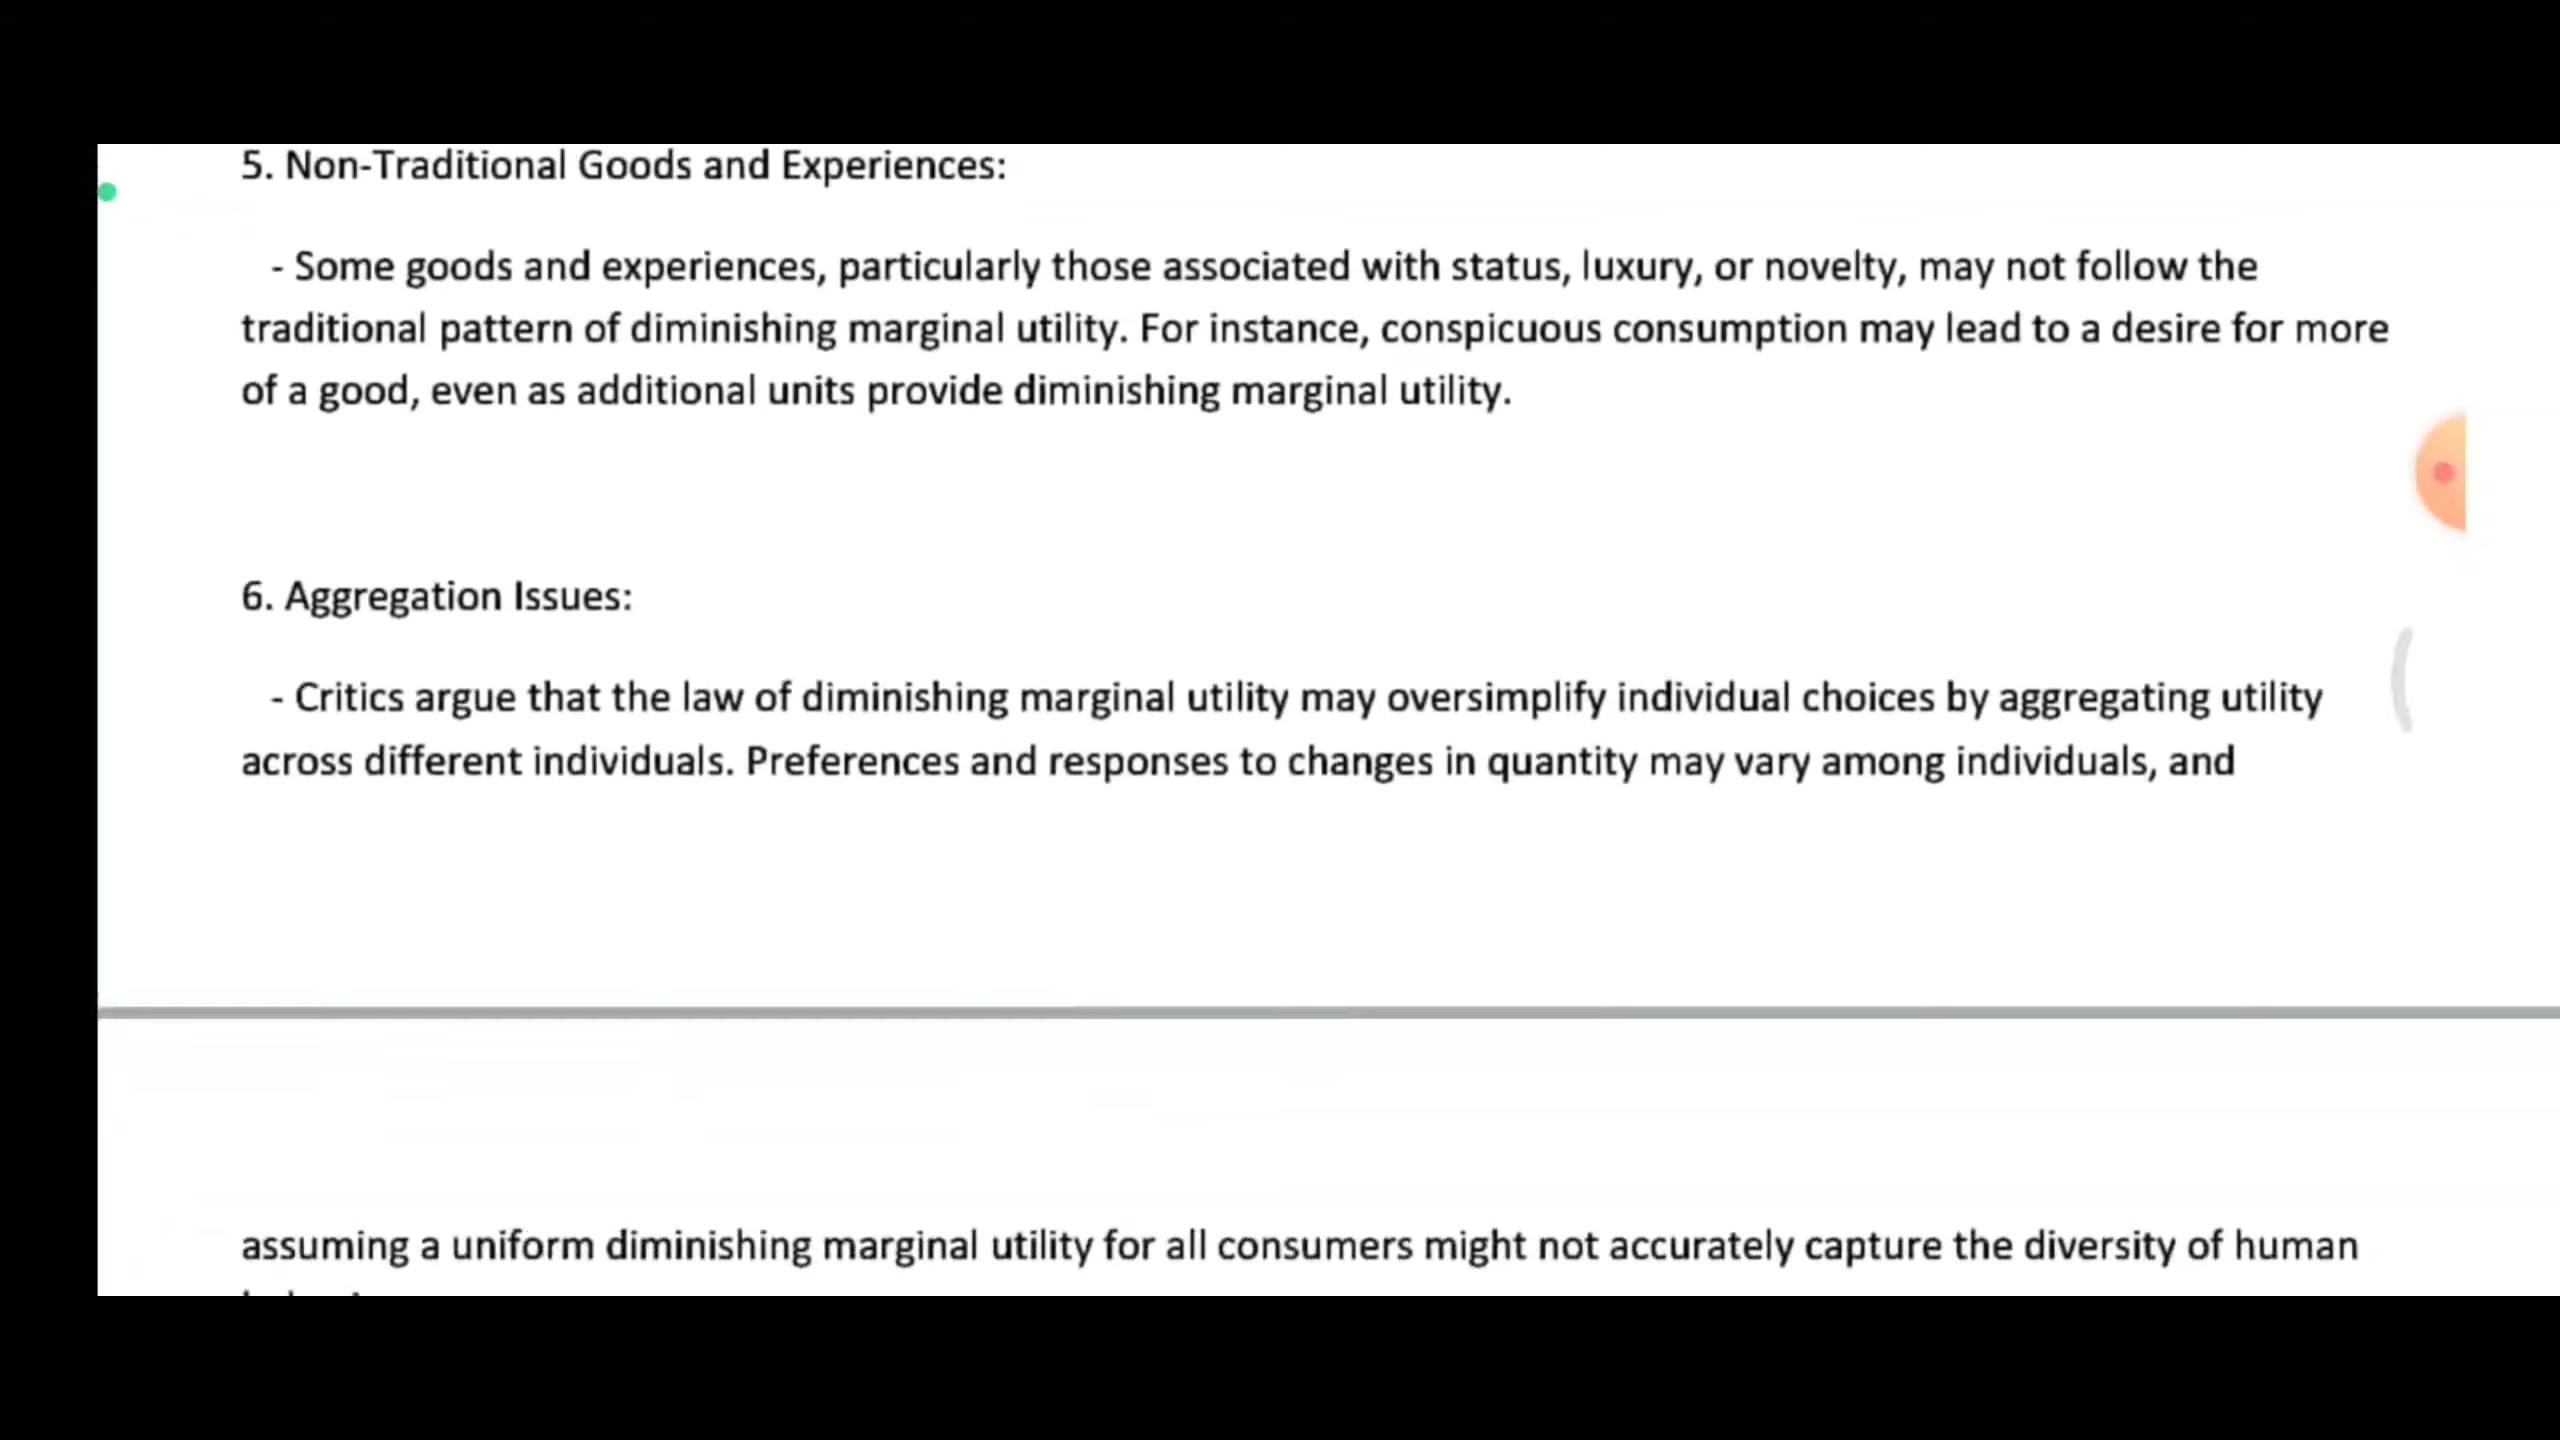 5. Non-Traditional Goods and Experiences:
- Some goods and experiences, particularly those associated with status, luxury, or novelty, may not follow the
traditional pattern of diminishing marginal utility. For instance, conspicuous consumption may lead to a desire for more
of a good, even as additional units provide diminishing marginal utility.
6. Aggregation Issues:
- Critics argue that the law of diminishing marginal utility may oversimplify individual choices by aggregating utility
across different individuals. Preferences and responses to changes in quantity may vary among individuals, and
assuming a uniform diminishing marginal utility for all consumers might not accurately capture the diversity of human